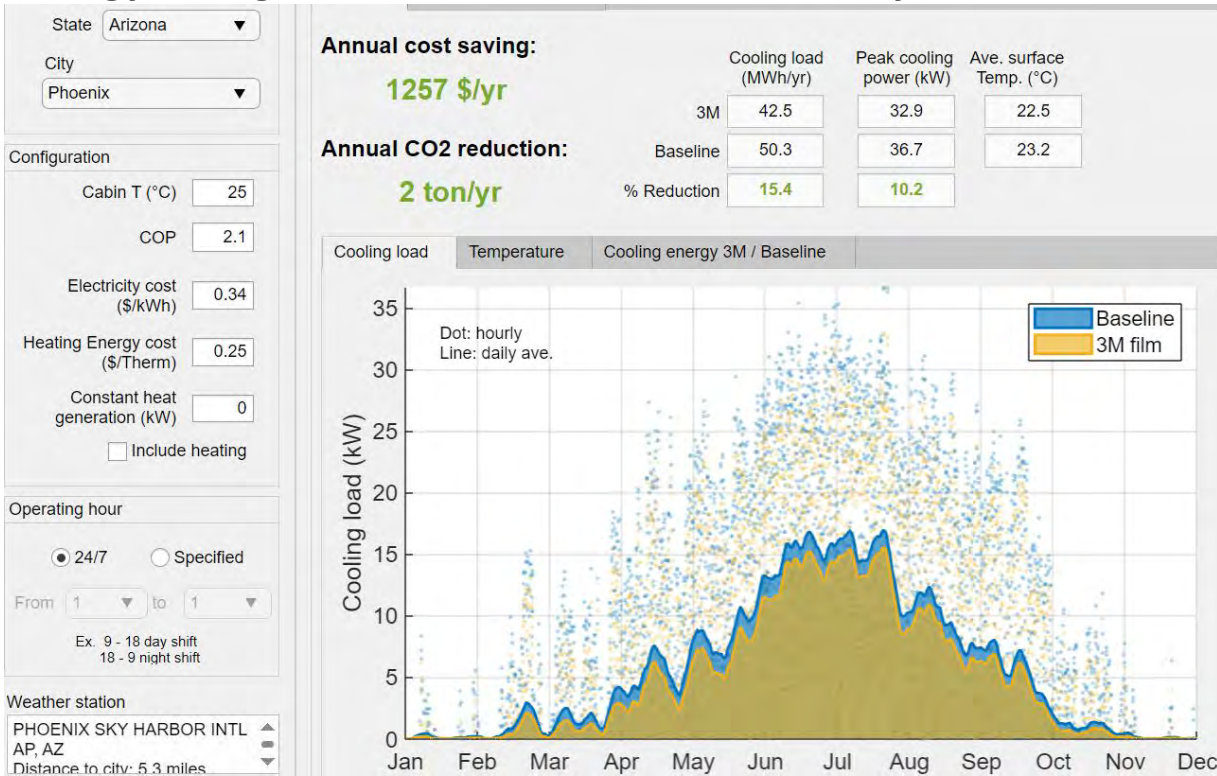 State Arizona ▼
City
Phoenix ▼
Configuration
Cabin T (°C) 25
COP 2.1
Electricity cost
($/kWh) 0.34
Heating Energy cost
($/Therm) 0.25
Constant heat
generation (kW) 0
Include heating
Operating hour
24/7 Specified
From 1 ▼ to 1 ▼
Ex. 9 - 18 day shift
18 - 9 night shift
Weather station
PHOENIX SKY HARBOR INTL
AP, AZ
Distance to city: 5.3 miles
Annual cost saving:
1257 $/yr
Annual CO2 reduction:
2 ton/yr
Cooling load
(MWh/yr)
Peak cooling
power (kW)
Ave. surface
Temp. (°C)
3M 42.5 32.9 22.5
Baseline 50.3 36.7 23.2
% Reduction 15.4 10.2
Cooling load Temperature Cooling energy 3M / Baseline
Dot: hourly
Line: daily ave.
Baseline
3M film
Cooling load (kW)
35
30
25
20
15
10
5
0
Jan Feb Mar Apr May Jun Jul Aug Sep Oct Nov Dec